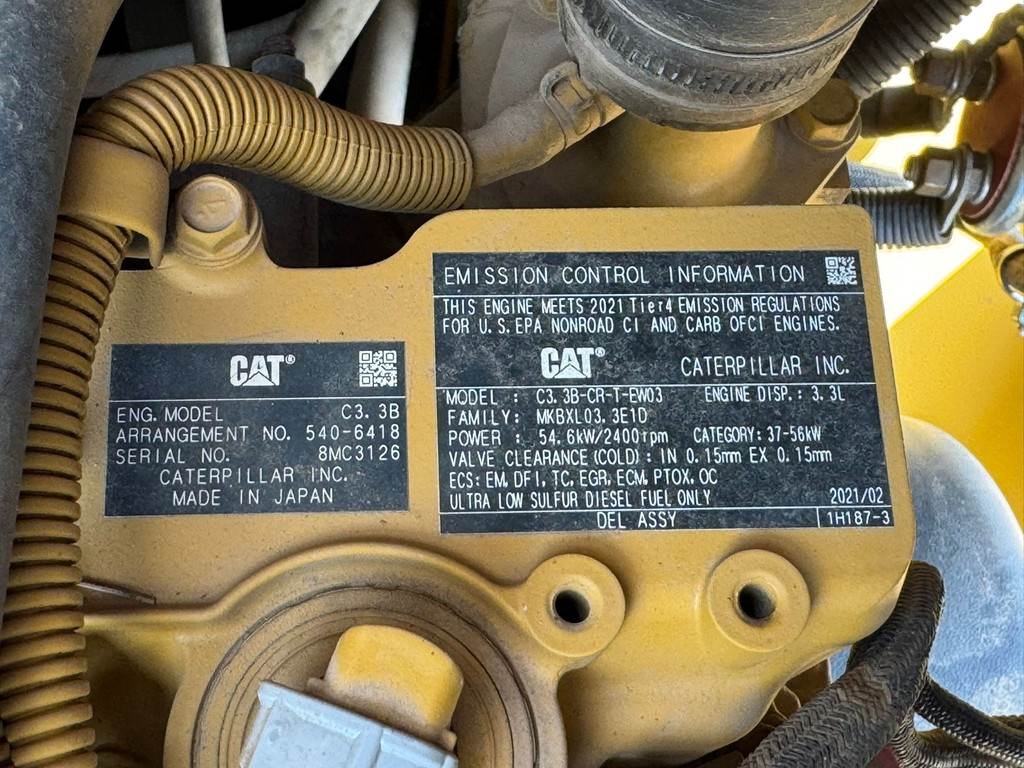 CAT®
ENG. MODEL C3.3B
ARRANGEMENT NO. 540-6418
SERIAL NO. 8MC3126
CATERPILLAR INC.
MADE IN JAPAN
EMISSION CONTROL INFORMATION
THIS ENGINE MEETS 2021 Tier4 EMISSION REGULATIONS
FOR U.S.EPA NONROAD CI AND CARB OFCI ENGINES.
CAT® CATERPILLAR INC.
MODEL : C3.3B-CR-T-EW03 ENGINE DISP.: 3.3L
FAMILY: MKBXL03.3E1D
POWER : 54.6kW/2400rpm CATEGORY: 37-56kW
VALVE CLEARANCE(COLD): IN 0.15mm EX 0.15mm
ECS: EM, DFI, TC, EGR, ECM, PTOX, OC
ULTRA LOW SULFUR DIESEL FUEL ONLY 2021/02
DEL ASSY 1H187-3